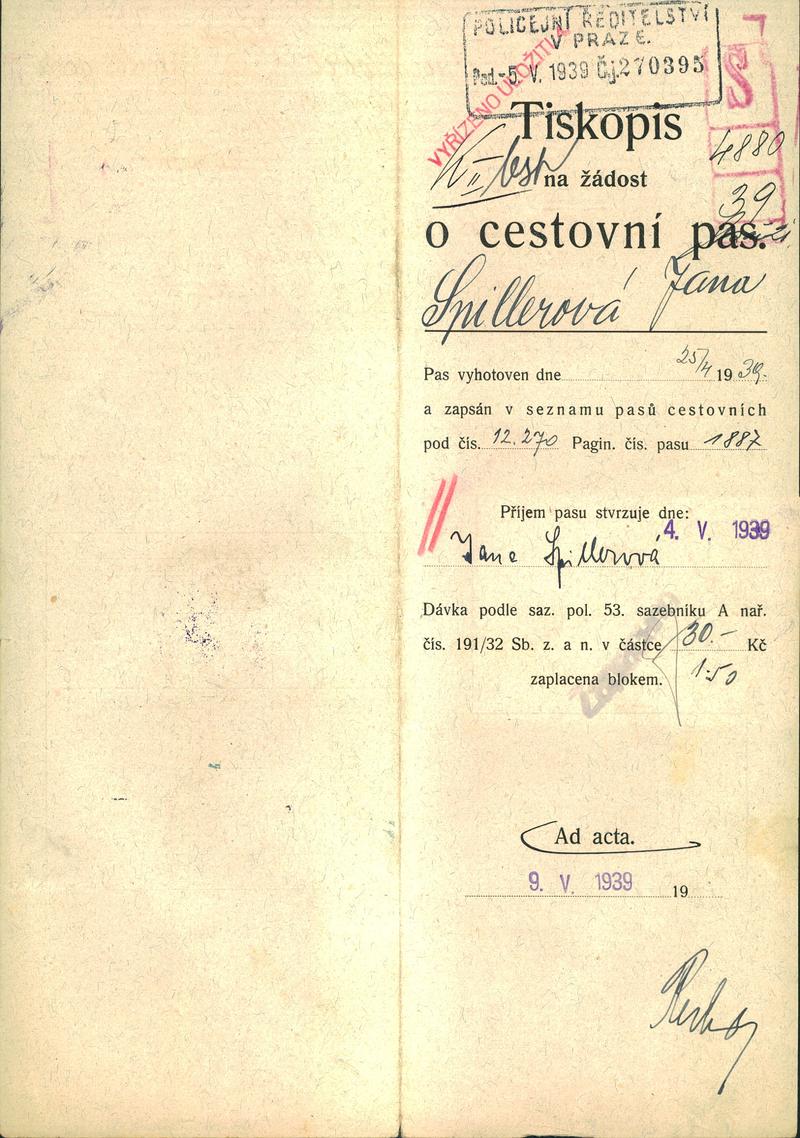 POLICEJNÍ ŘEDITELSTVÍ
V PRAZE.
Pod. -5. V. 1939 Čj. 270395
VYŘÍZENO ULOŽITI
S
Tiskopis
4880
39
na žádost
o cestovní pas.
Spillerová Jana
Pas vyhotoven dne 25/4 1939.
a zapsán v seznamu pasů cestovních
pod čís. 12.270 Pagin. čís. pasu 1887
Příjem pasu stvrzuje dne:
4. V. 1939
Jana Spillerová
Dávka podle saz. pol. 53. sazebníku A nař.
čís. 191/32 Sb. z. a n. v částce 30.- Kč
zaplacena blokem. 1·50
Ad acta.
9. V. 1939 19